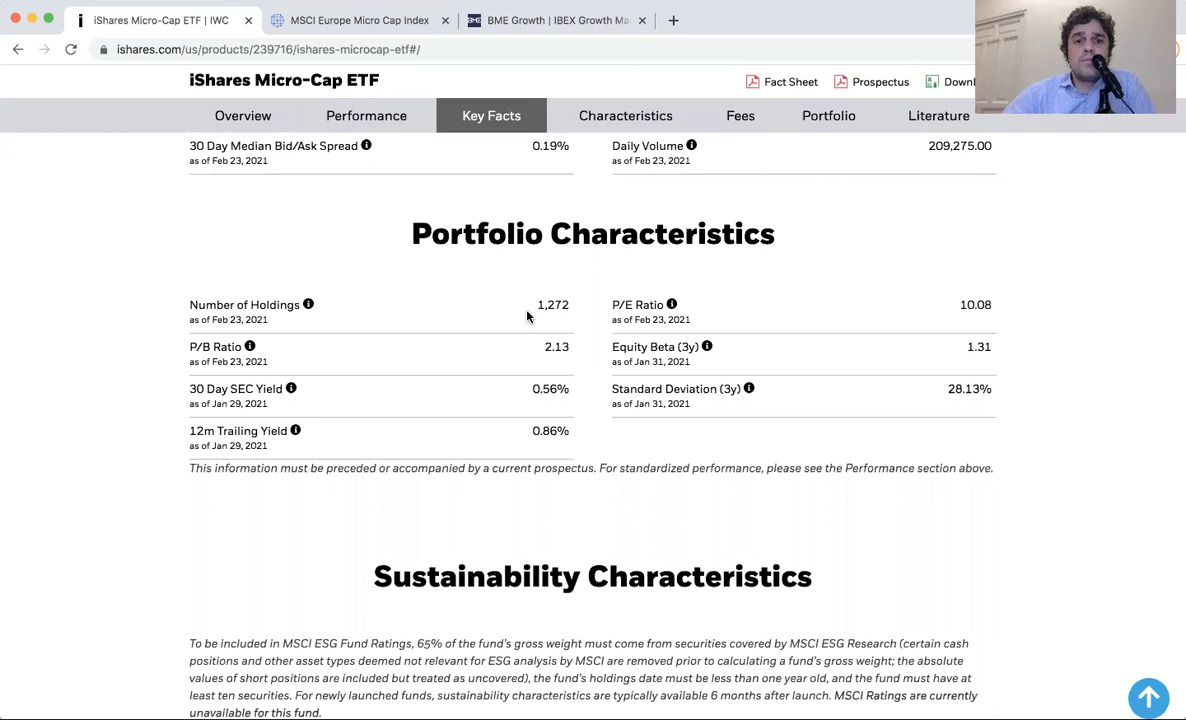 iShares Micro-Cap ETF | IWC
MSCI Europe Micro Cap Index
BME Growth | IBEX Growth Ma
ishares.com/us/products/239716/ishares-microcap-etf#/
iShares Micro-Cap ETF
Fact Sheet
Prospectus
Downl
Overview
Performance
Key Facts
Characteristics
Fees
Portfolio
Literature
30 Day Median Bid/Ask Spread 0.19%
as of Feb 23, 2021
Daily Volume 209,275.00
as of Feb 23, 2021
Portfolio Characteristics
Number of Holdings 1,272
as of Feb 23, 2021
P/E Ratio 10.08
as of Feb 23, 2021
P/B Ratio 2.13
as of Feb 23, 2021
Equity Beta (3y) 1.31
as of Jan 31, 2021
30 Day SEC Yield 0.56%
as of Jan 29, 2021
Standard Deviation (3y) 28.13%
as of Jan 31, 2021
12m Trailing Yield 0.86%
as of Jan 29, 2021
This information must be preceded or accompanied by a current prospectus. For standardized performance, please see the Performance section above.
Sustainability Characteristics
To be included in MSCI ESG Fund Ratings, 65% of the fund's gross weight must come from securities covered by MSCI ESG Research (certain cash
positions and other asset types deemed not relevant for ESG analysis by MSCI are removed prior to calculating a fund's gross weight; the absolute
values of short positions are included but treated as uncovered), the fund's holdings date must be less than one year old, and the fund must have at
least ten securities. For newly launched funds, sustainability characteristics are typically available 6 months after launch. MSCI Ratings are currently
unavailable for this fund.